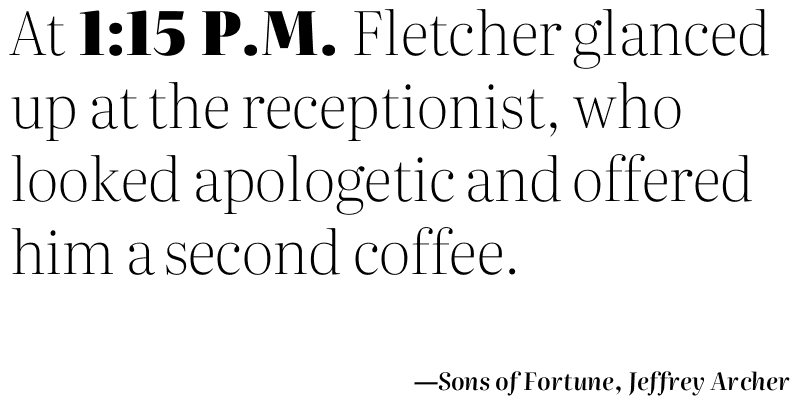 At 1:15 P.M. Fletcher glanced
up at the receptionist, who
looked apologetic and offered
him a second coffee.
—Sons of Fortune, Jeffrey Archer